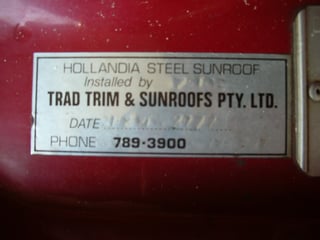 HOLLANDIA STEEL SUNROOF
Installed by
TRAD TRIM & SUNROOFS PTY. LTD.
DATE
PHONE 789-3900